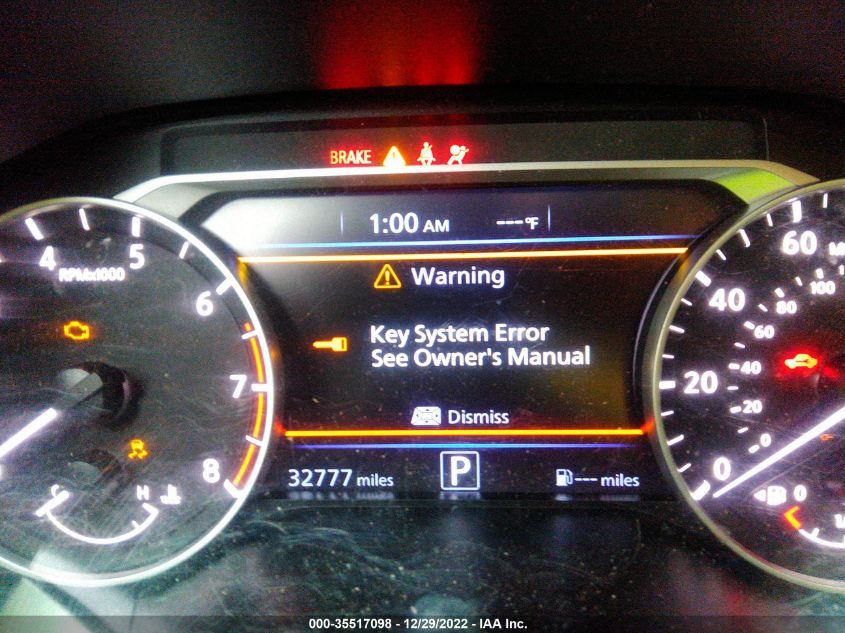 BRAKE
1:00 AM ---°F
Warning
Key System Error
See Owner's Manual
Dismiss
32777 miles P --- miles
4 5 6 7 8
RPMx1000
H
0 20 40 60
0 20 40 60 80 100
0
000-35517098 - 12/29/2022 - IAA Inc.